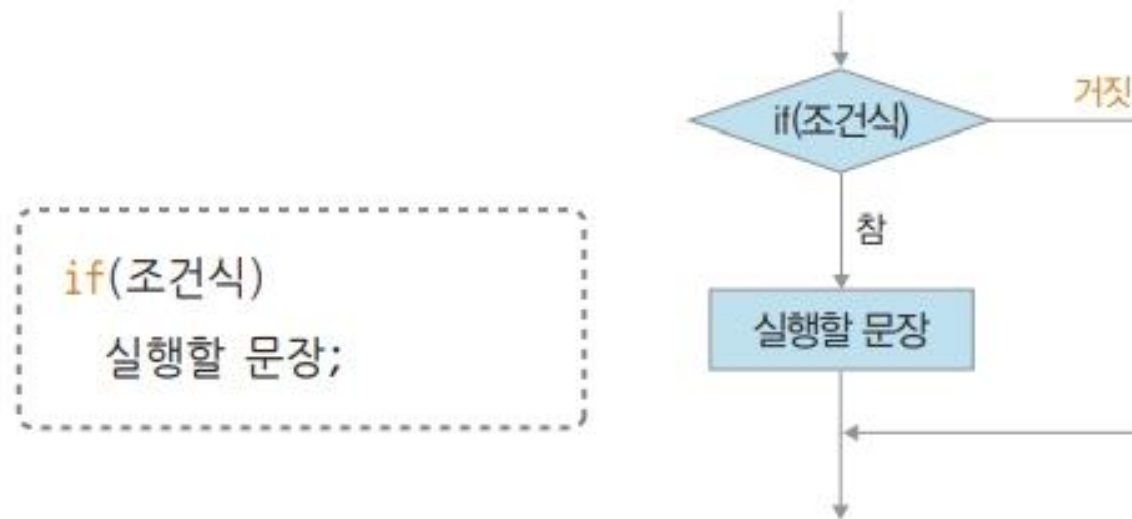 if(조건식)
실행할 문장;
if(조건식)
거짓
참
실행할 문장